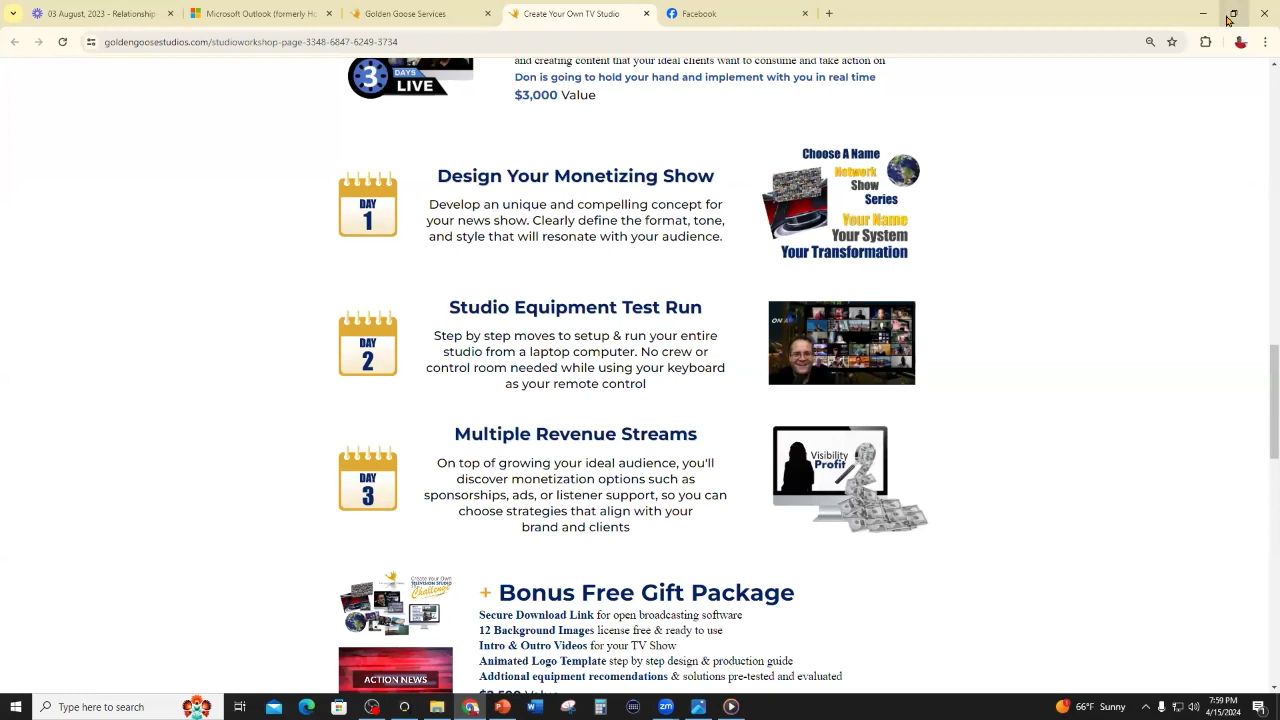 03 August, 2023 - Relationship
Microsoft Outlook (formerly H
Golden Goose Services
Create Your Own TV Studio
Facebook
goldengoosestudios.com/studioworkshop-page-3348-6847-6249-3734
3 DAYS LIVE
and creating content that your ideal clients want to consume and take action on
Don is going to hold your hand and implement with you in real time
$3,000 Value
DAY 1
Design Your Monetizing Show
Develop an unique and compelling concept for
your news show. Clearly define the format, tone,
and style that will resonate with your audience.
Choose A Name
Network
Show
Series
Your Name
Your System
Your Transformation
DAY 2
Studio Equipment Test Run
Step by step moves to setup & run your entire
studio from a laptop computer. No crew or
control room needed while using your keyboard
as your remote control
DAY 3
Multiple Revenue Streams
On top of growing your ideal audience, you'll
discover monetization options such as
sponsorships, ads, or listener support, so you can
choose strategies that align with your
brand and clients
Visibility
Profit
Create Your Own
TELEVISION STUDIO
Challenge
+ Bonus Free Gift Package
Secure Download Link for open broadcasting software
12 Background Images license free & ready to use
Intro & Outro Videos for your TV Show
Animated Logo Template step by step design & production guide
Addtional equipment recomendations & solutions pre-tested and evaluated
ACTION NEWS
Type here to search
66°F Sunny
7:59 PM
4/15/2024